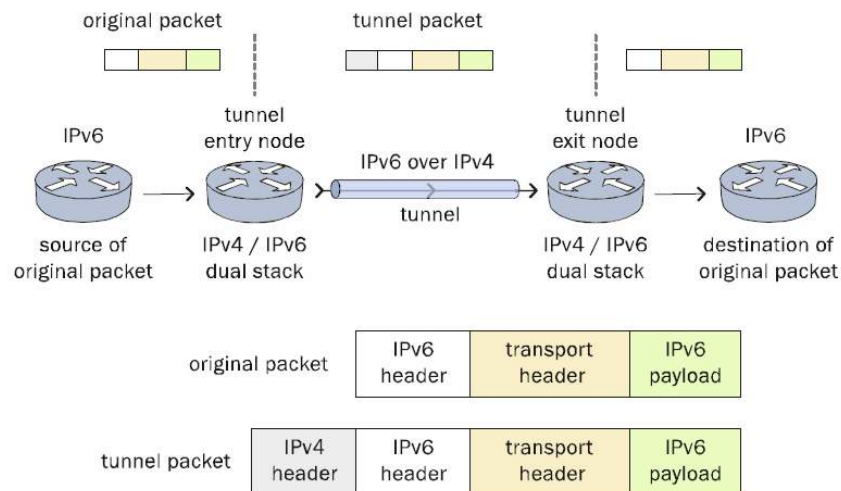 original packet
tunnel packet
tunnel
entry node
tunnel
exit node
IPv6
IPv6 over IPv4
IPv6
tunnel
source of
original packet
IPv4 / IPv6
dual stack
IPv4 / IPv6
dual stack
destination of
original packet
original packet
IPv6
header
transport
header
IPv6
payload
tunnel packet
IPv4
header
IPv6
header
transport
header
IPv6
payload